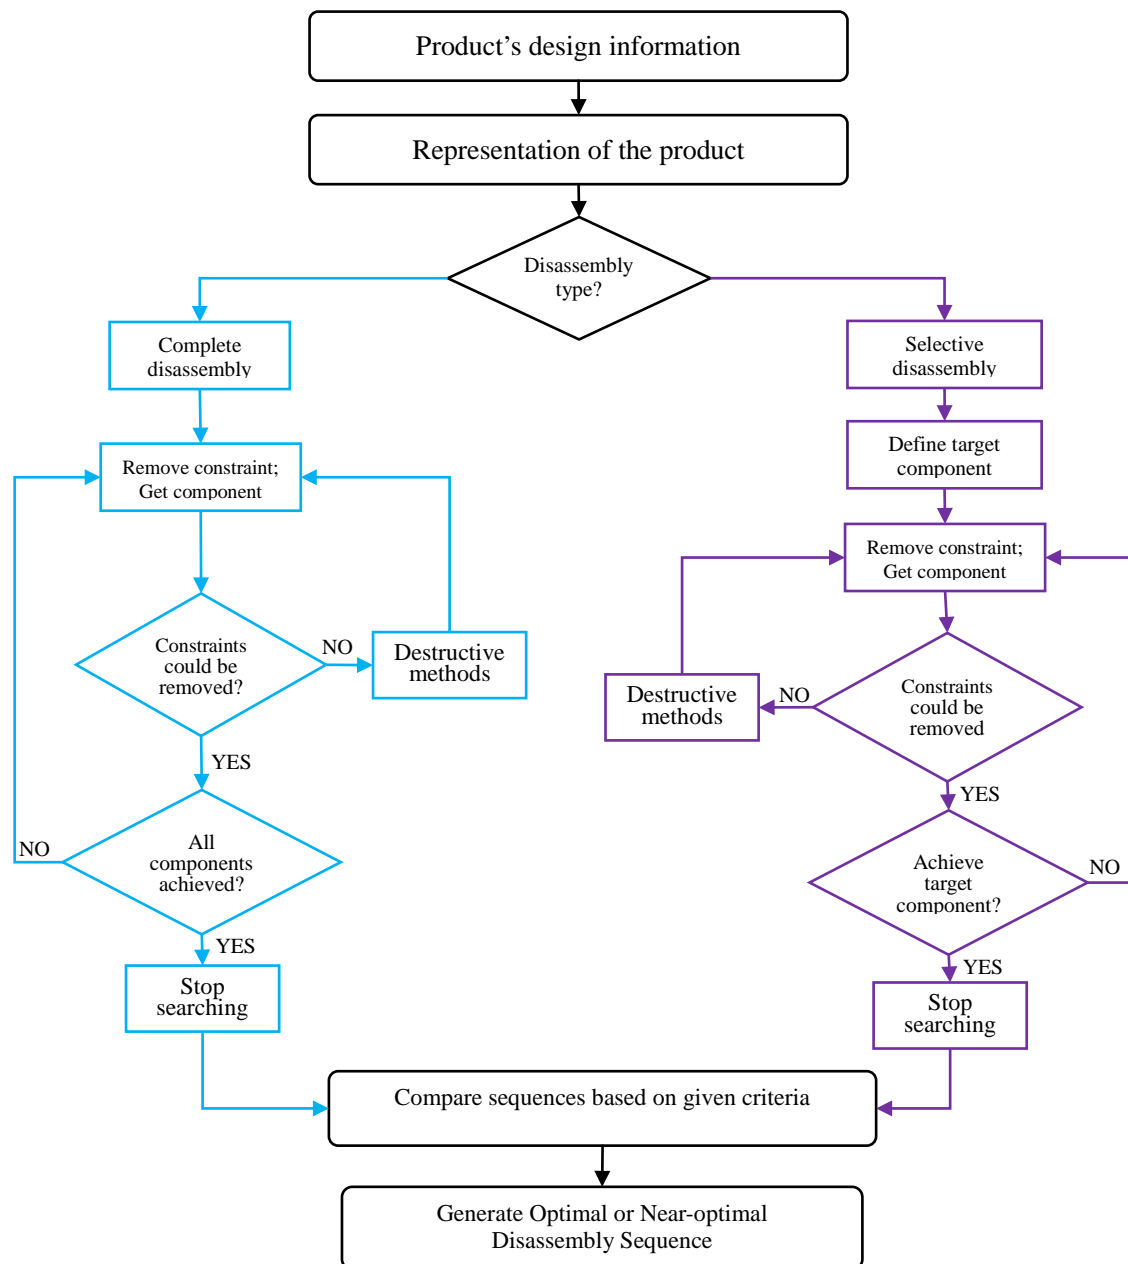 Product’s design information
Representation of the product
Disassembly
type?
Complete
disassembly
Selective
disassembly
Define target
component
Remove constraint;
Get component
Remove constraint;
Get component
Constraints
could be
removed?
NO
Destructive
methods
Destructive
methods
NO
Constraints
could be
removed
YES
YES
NO
All
components
achieved?
Achieve
target
component?
NO
YES
YES
Stop
searching
Stop
searching
Compare sequences based on given criteria
Generate Optimal or Near-optimal
Disassembly Sequence